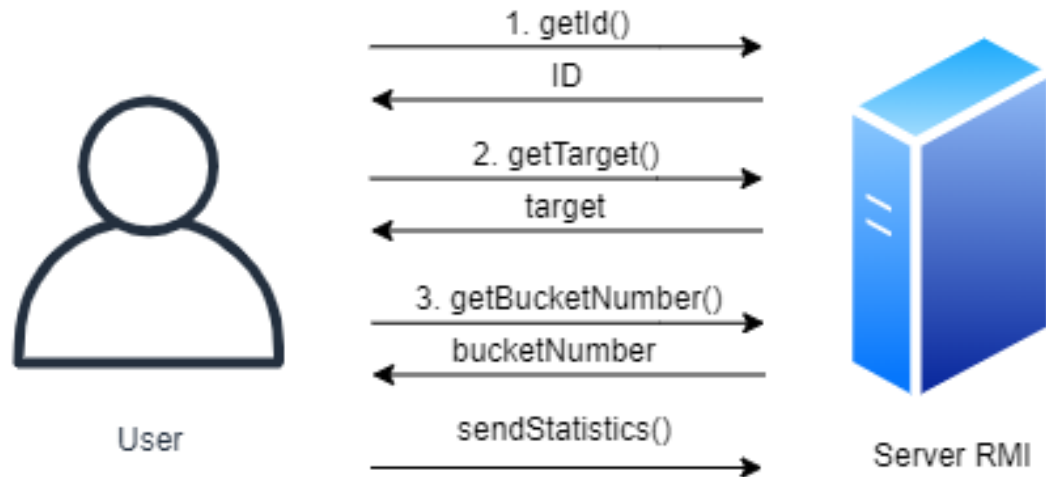 1. getId()
ID
2. getTarget()
target
3. getBucketNumber()
bucketNumber
sendStatistics()
User
Server RMI